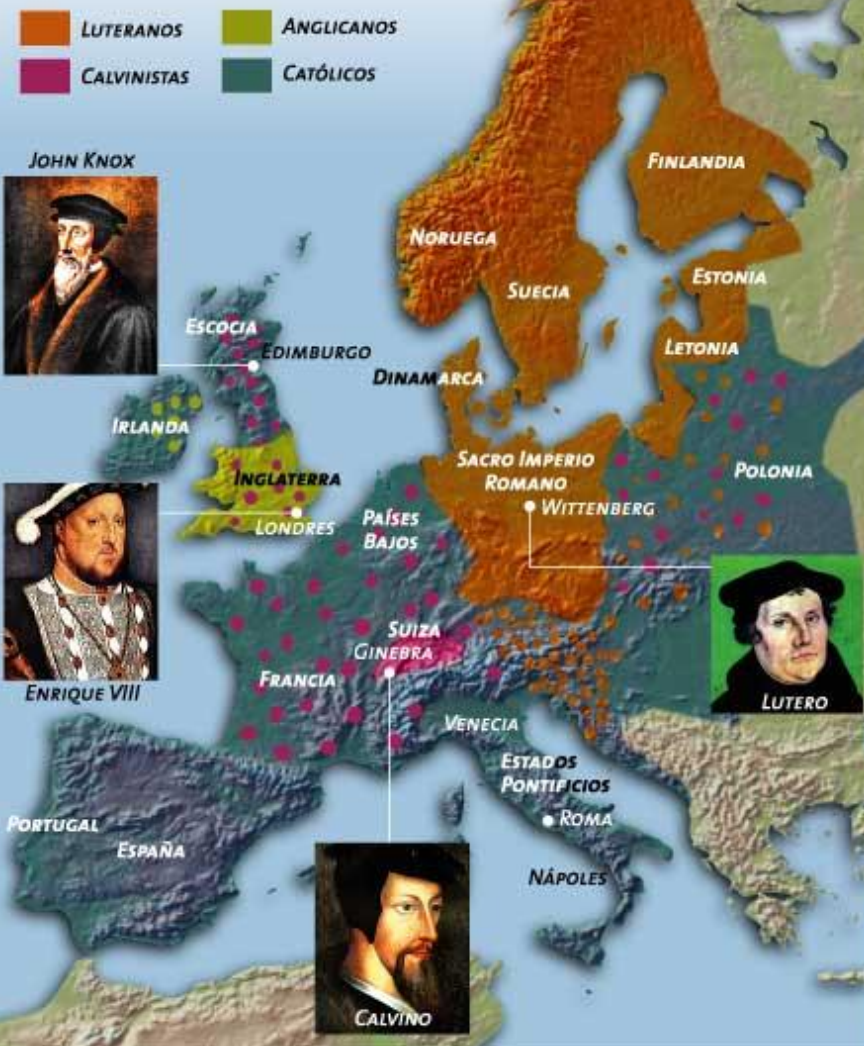 LUTERANOS
ANGLICANOS
CALVINISTAS
CATÓLICOS
JOHN KNOX
FINLANDIA
NORUEGA
SUECIA
ESTONIA
ESCOCIA
EDIMBURGO
LETONIA
DINAMARCA
IRLANDA
SACRO IMPERIO
ROMANO
POLONIA
INGLATERRA
WITTENBERG
LONDRES
PAÍSES
BAJOS
SUIZA
GINEBRA
FRANCIA
ENRIQUE VIII
LUTERO
VENECIA
ESTADOS
PONTIFICIOS
ROMA
PORTUGAL
ESPAÑA
NÁPOLES
CALVINO